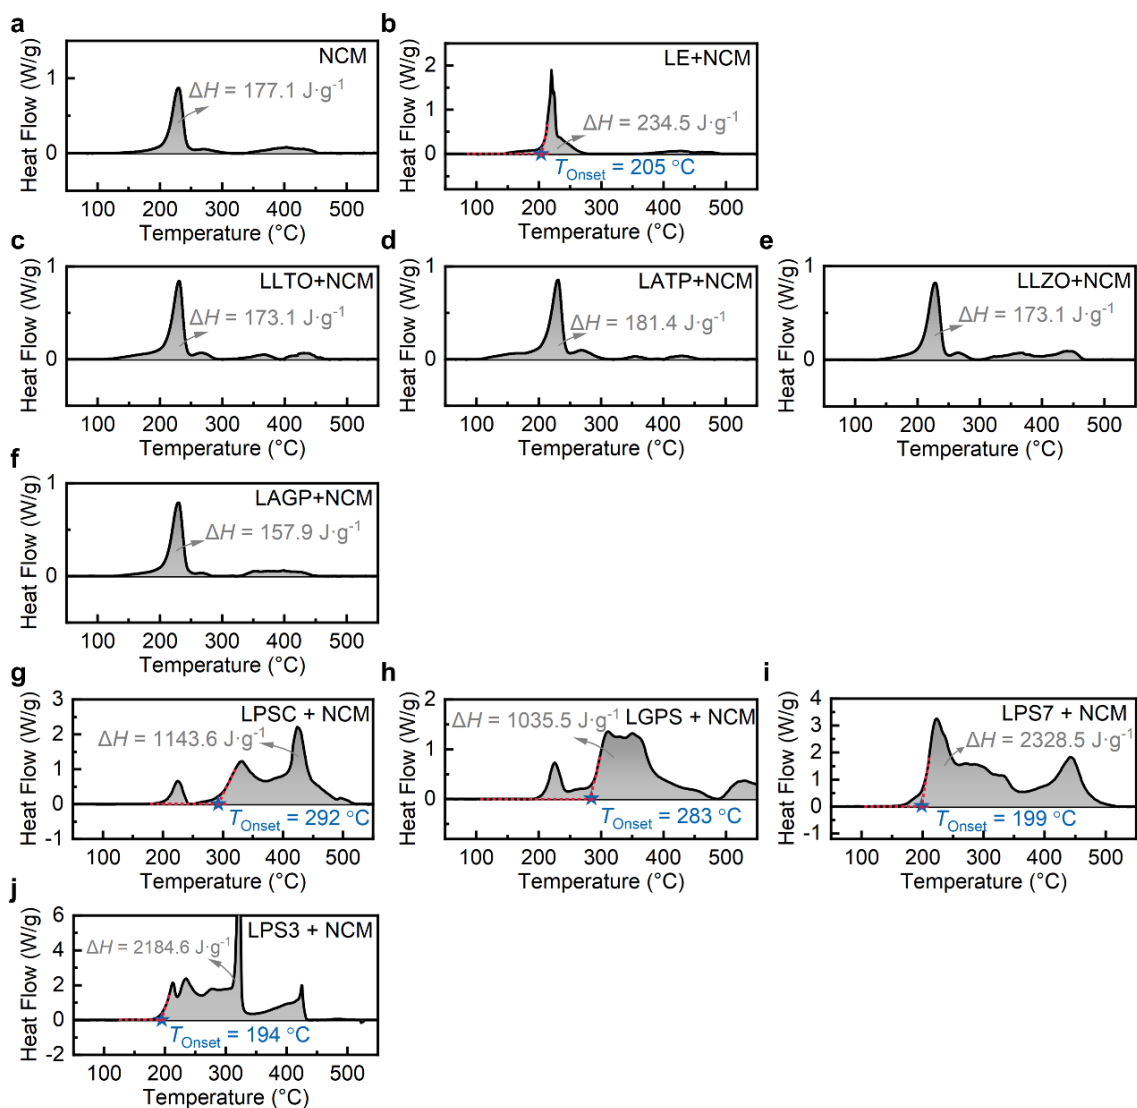 a
NCM
Heat Flow (W/g)
1
0
ΔH = 177.1 J·g⁻¹
100 200 300 400 500
Temperature (°C)
b
LE+NCM
Heat Flow (W/g)
2
1
0
ΔH = 234.5 J·g⁻¹
TOnset = 205 °C
100 200 300 400 500
Temperature (°C)
c
LLTO+NCM
Heat Flow (W/g)
1
0
ΔH = 173.1 J·g⁻¹
100 200 300 400 500
Temperature (°C)
d
LATP+NCM
Heat Flow (W/g)
1
0
ΔH = 181.4 J·g⁻¹
100 200 300 400 500
Temperature (°C)
e
LLZO+NCM
Heat Flow (W/g)
1
0
ΔH = 173.1 J·g⁻¹
100 200 300 400 500
Temperature (°C)
f
LAGP+NCM
Heat Flow (W/g)
1
0
ΔH = 157.9 J·g⁻¹
100 200 300 400 500
Temperature (°C)
g
LPSC + NCM
Heat Flow (W/g)
3
2
1
0
-1
ΔH = 1143.6 J·g⁻¹
TOnset = 292 °C
100 200 300 400 500
Temperature (°C)
h
LGPS + NCM
Heat Flow (W/g)
2
1
0
ΔH = 1035.5 J·g⁻¹
TOnset = 283 °C
100 200 300 400 500
Temperature (°C)
i
LPS7 + NCM
Heat Flow (W/g)
4
3
2
1
0
-1
ΔH = 2328.5 J·g⁻¹
TOnset = 199 °C
100 200 300 400 500
Temperature (°C)
j
LPS3 + NCM
Heat Flow (W/g)
6
4
2
0
-2
ΔH = 2184.6 J·g⁻¹
TOnset = 194 °C
100 200 300 400 500
Temperature (°C)